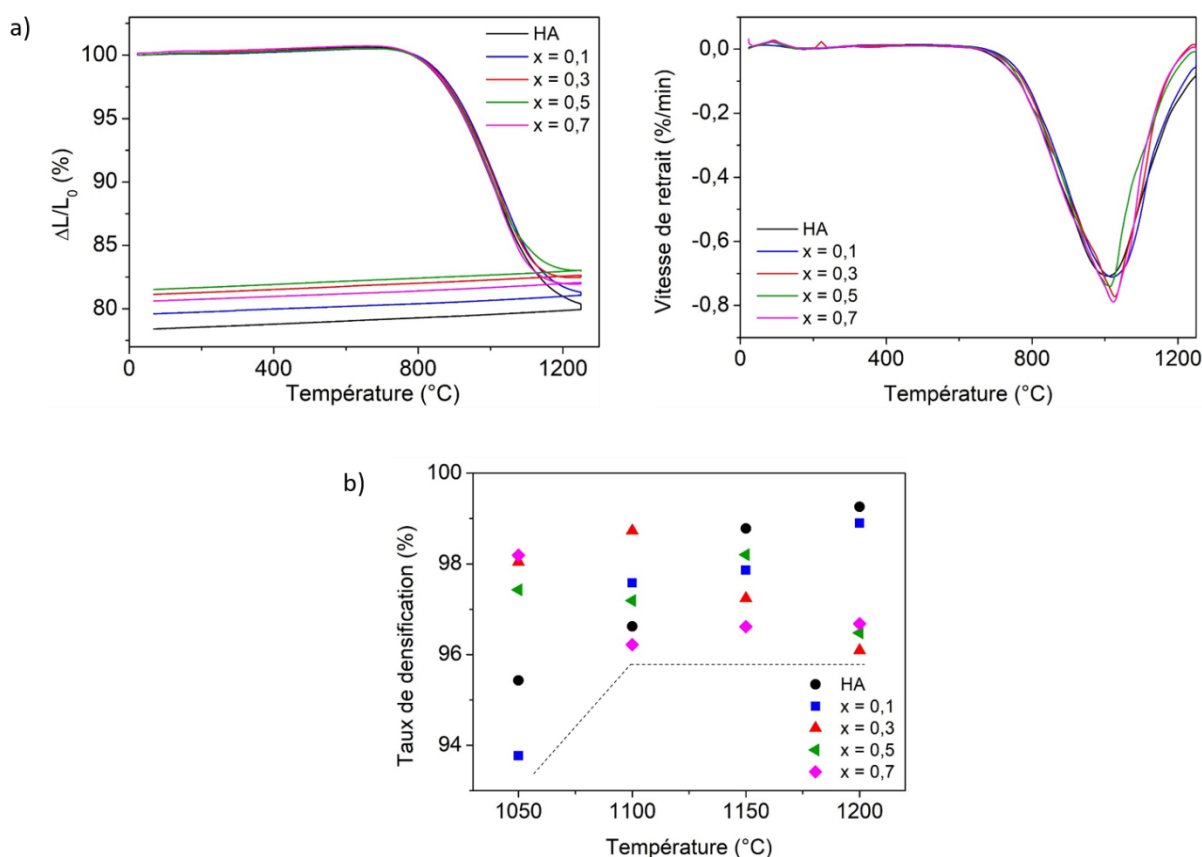 a)
100
95
90
85
80
ΔL/L0 (%)
0
400
800
1200
Température (°C)
HA
x = 0,1
x = 0,3
x = 0,5
x = 0,7
0,0
-0,2
-0,4
-0,6
-0,8
Vitesse de retrait (%/min)
0
400
800
1200
Température (°C)
HA
x = 0,1
x = 0,3
x = 0,5
x = 0,7
b)
100
98
96
94
Taux de densification (%)
1050
1100
1150
1200
Température (°C)
HA
x = 0,1
x = 0,3
x = 0,5
x = 0,7